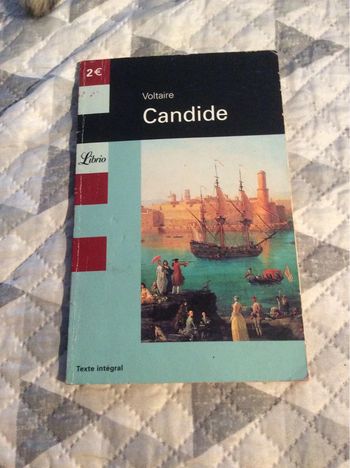 2€
Voltaire
Candide
Librio
Texte intégral